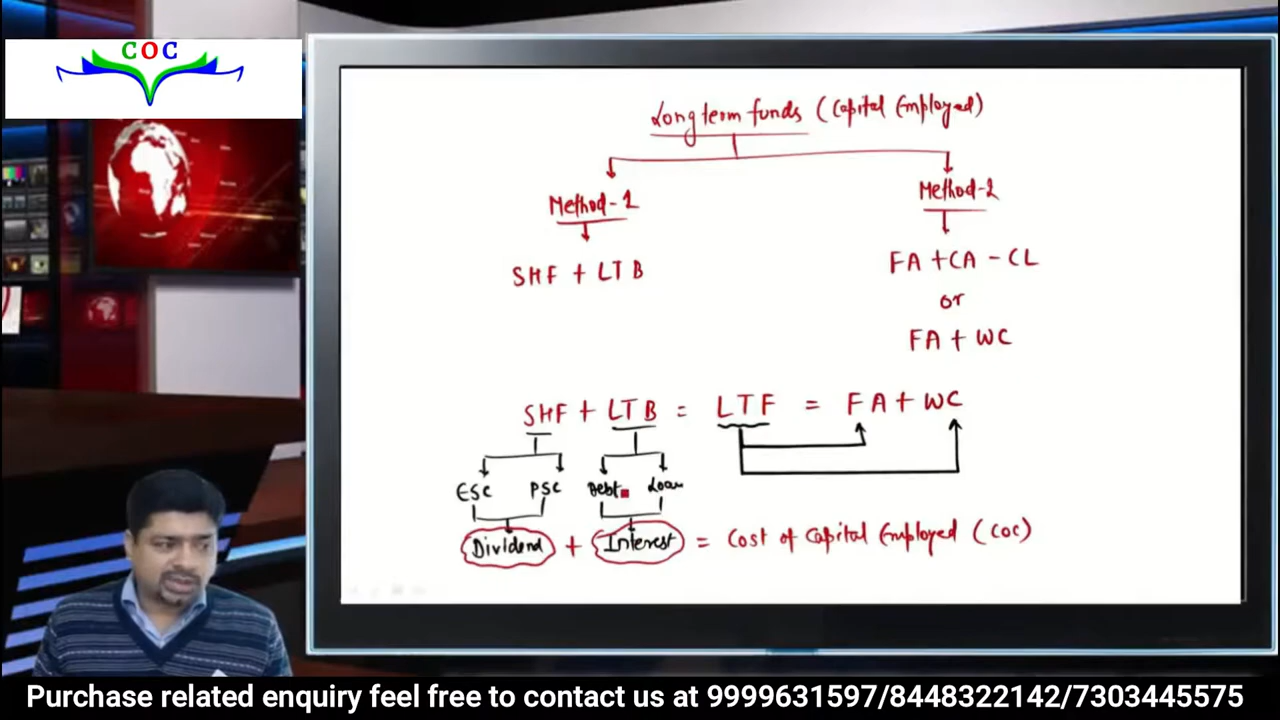 COC
Long term funds (Capital Employed)
Method-1
Method-2
SHF + LTB
FA + CA - CL
or
FA + WC
SHF + LTB = LTF = FA + WC
ESC PSC Debt Loan
Dividend + Interest = Cost of Capital Employed (COC)
Purchase related enquiry feel free to contact us at 9999631597/8448322142/7303445575